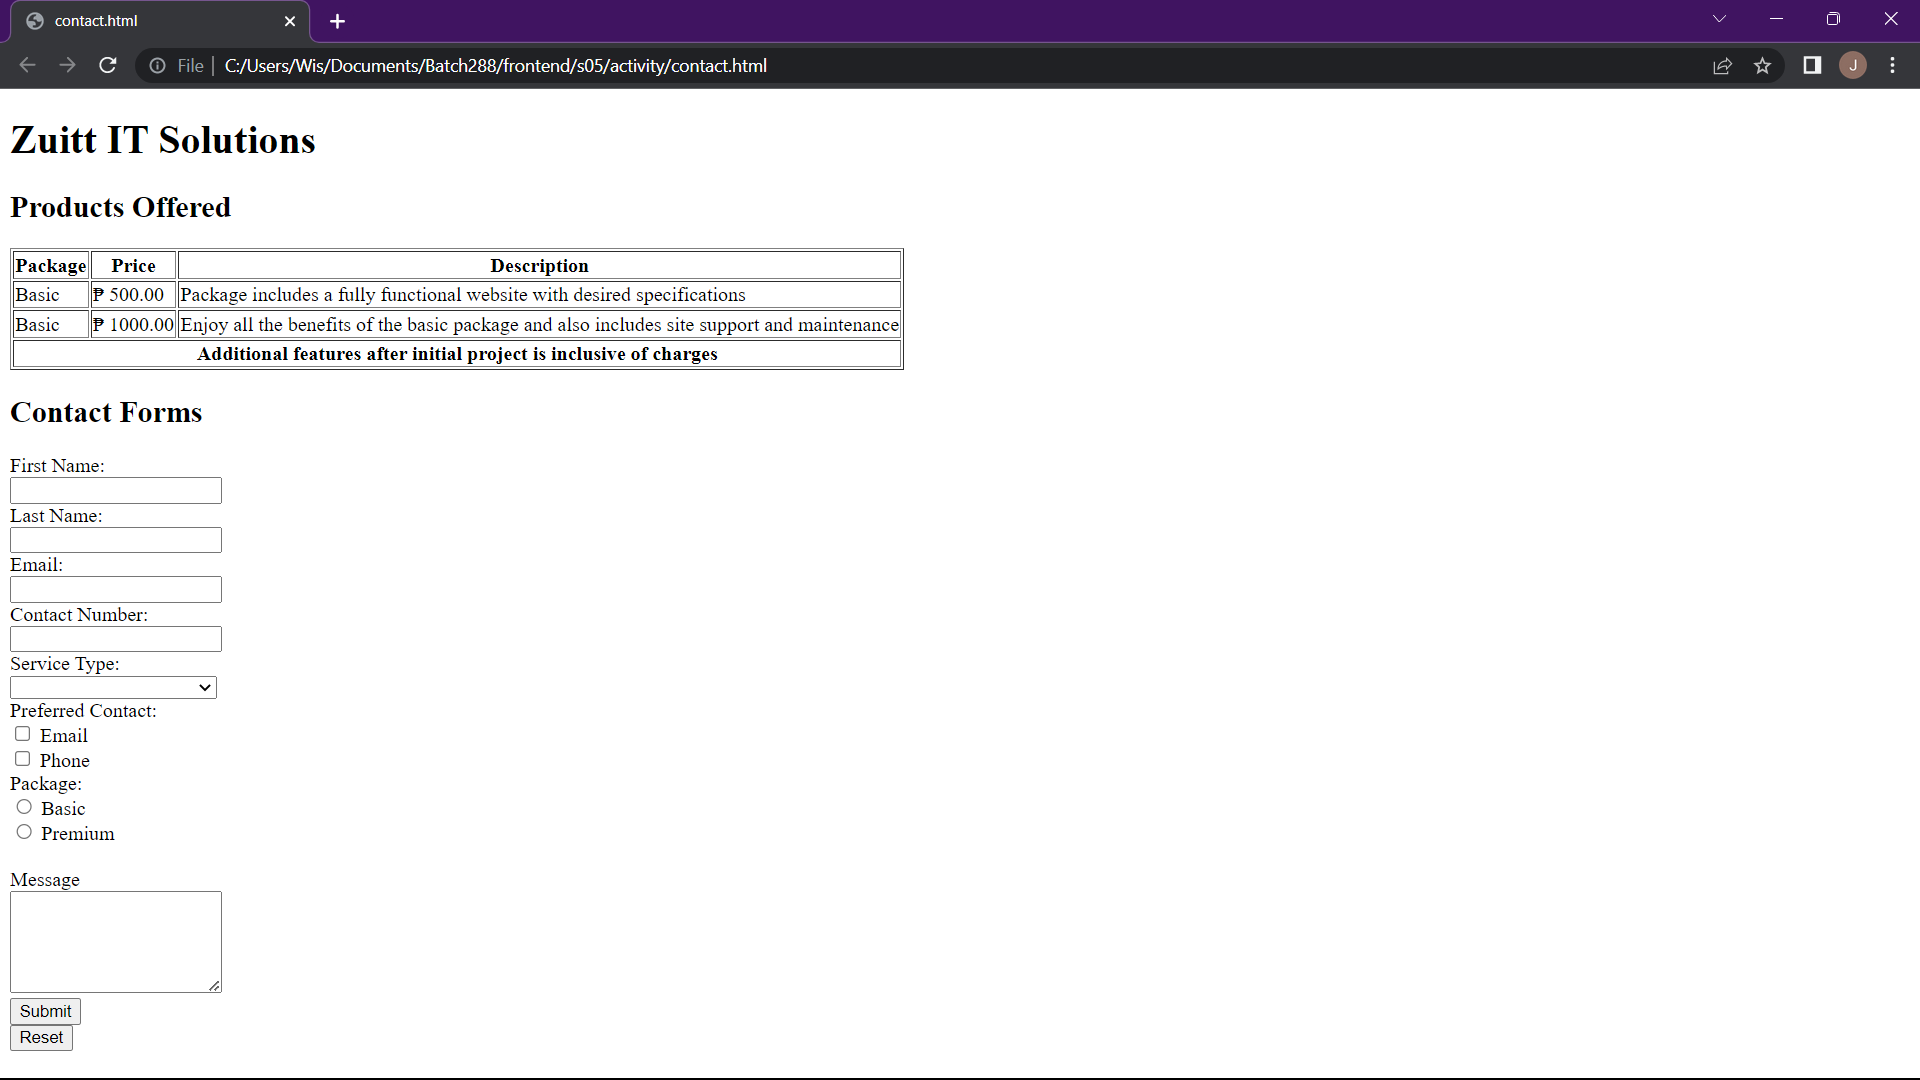 contact.html
File | C:/Users/Wis/Documents/Batch288/frontend/s05/activity/contact.html
J
Zuitt IT Solutions
Products Offered
Package Price Description
Basic ₱ 500.00 Package includes a fully functional website with desired specifications
Basic ₱ 1000.00 Enjoy all the benefits of the basic package and also includes site support and maintenance
Additional features after initial project is inclusive of charges
Contact Forms
First Name:
Last Name:
Email:
Contact Number:
Service Type:
Preferred Contact:
Email
Phone
Package:
Basic
Premium
Message
Submit
Reset